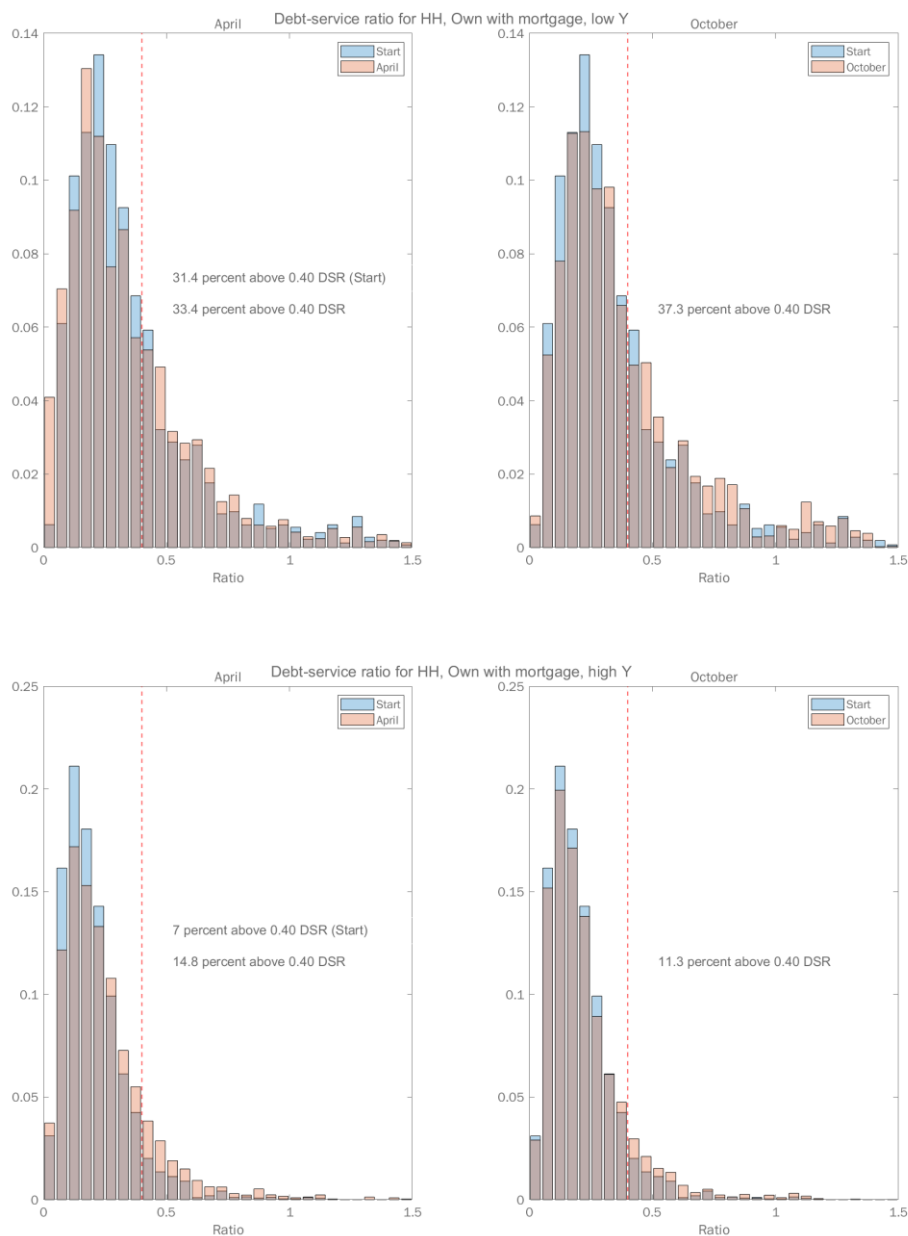 Debt-service ratio for HH, Own with mortgage, low Y
April
October
0.14
0.12
0.1
0.08
0.06
0.04
0.02
0
Start
April
31.4 percent above 0.40 DSR (Start)
33.4 percent above 0.40 DSR
0
0.5
1
1.5
Ratio
0.14
0.12
0.1
0.08
0.06
0.04
0.02
0
Start
October
37.3 percent above 0.40 DSR
0
0.5
1
1.5
Ratio
Debt-service ratio for HH, Own with mortgage, high Y
April
October
0.25
0.2
0.15
0.1
0.05
0
Start
April
7 percent above 0.40 DSR (Start)
14.8 percent above 0.40 DSR
0
0.5
1
1.5
Ratio
0.25
0.2
0.15
0.1
0.05
0
Start
October
11.3 percent above 0.40 DSR
0
0.5
1
1.5
Ratio